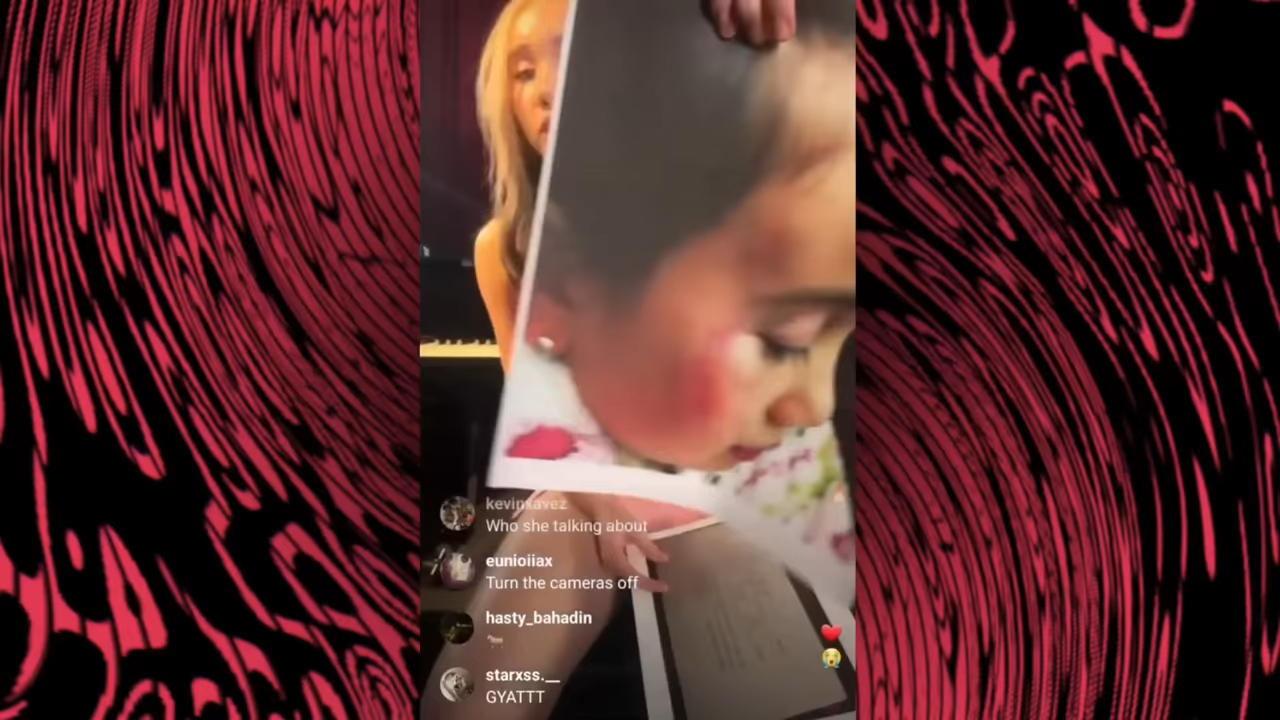 kevinxavez
Who she talking about
eunioiiax
Turn the cameras off
hasty_bahadin
starxss.__
GYATTT